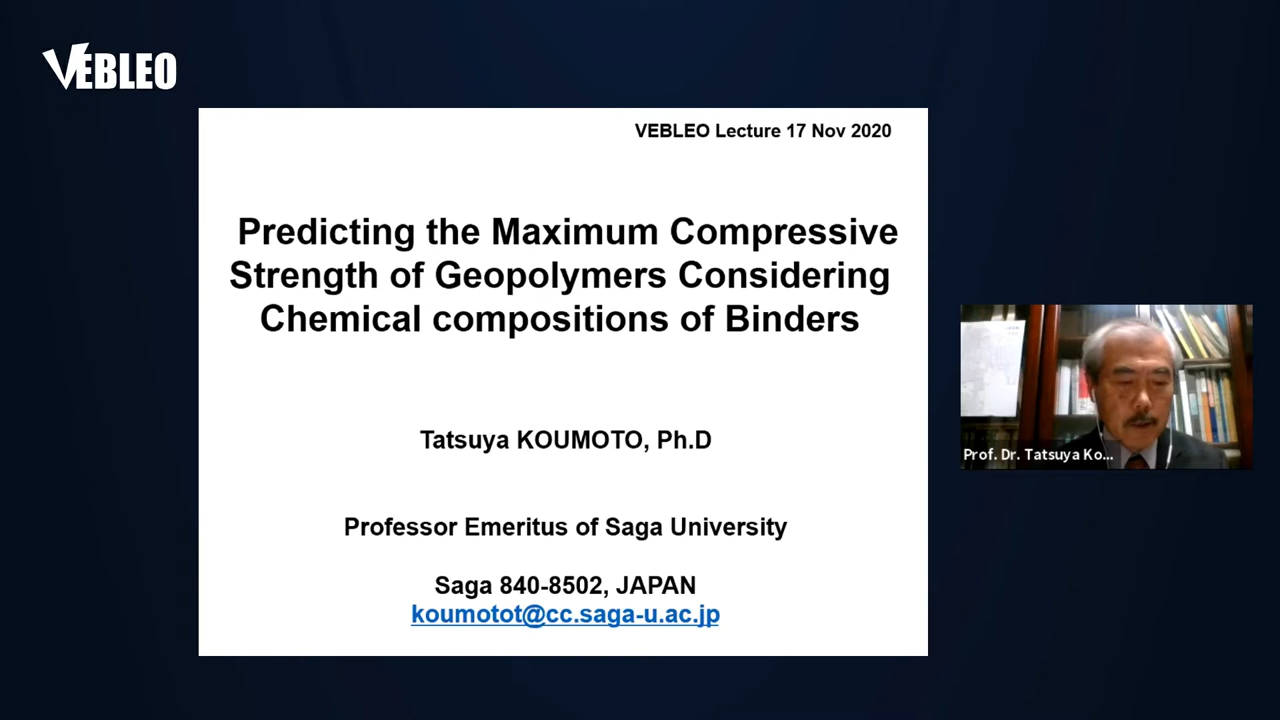 VEBLEO
VEBLEO Lecture 17 Nov 2020
Predicting the Maximum Compressive
Strength of Geopolymers Considering
Chemical compositions of Binders
Tatsuya KOUMOTO, Ph.D
Prof. Dr. Tatsuya Ko...
Professor Emeritus of Saga University
Saga 840-8502, JAPAN
koumotot@cc.saga-u.ac.jp